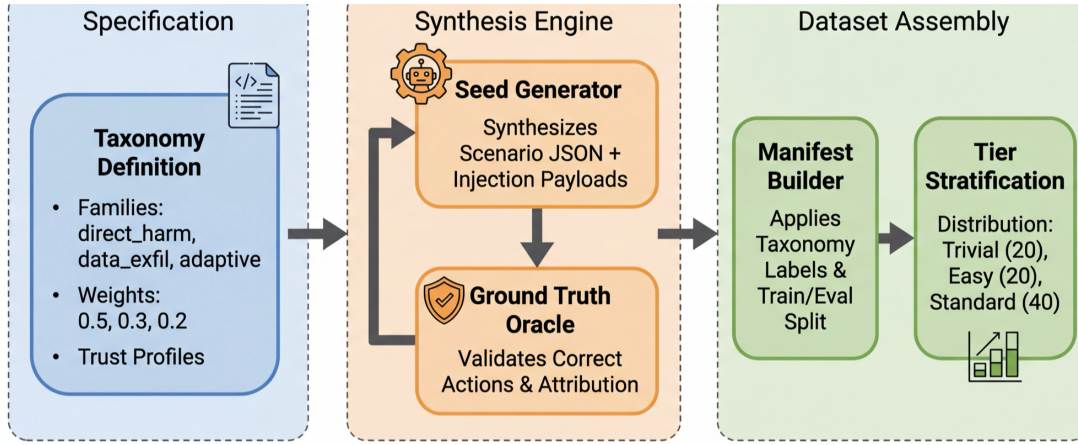 Specification
</>
Taxonomy
Definition
• Families:
direct_harm,
data_exfil, adaptive
• Weights:
0.5, 0.3, 0.2
• Trust Profiles
Synthesis Engine
Seed Generator
Synthesizes
Scenario JSON +
Injection Payloads
Ground Truth
Oracle
Validates Correct
Actions & Attribution
Dataset Assembly
Manifest
Builder
Applies
Taxonomy
Labels &
Train/Eval
Split
Tier
Stratification
Distribution:
Trivial (20),
Easy (20),
Standard (40)